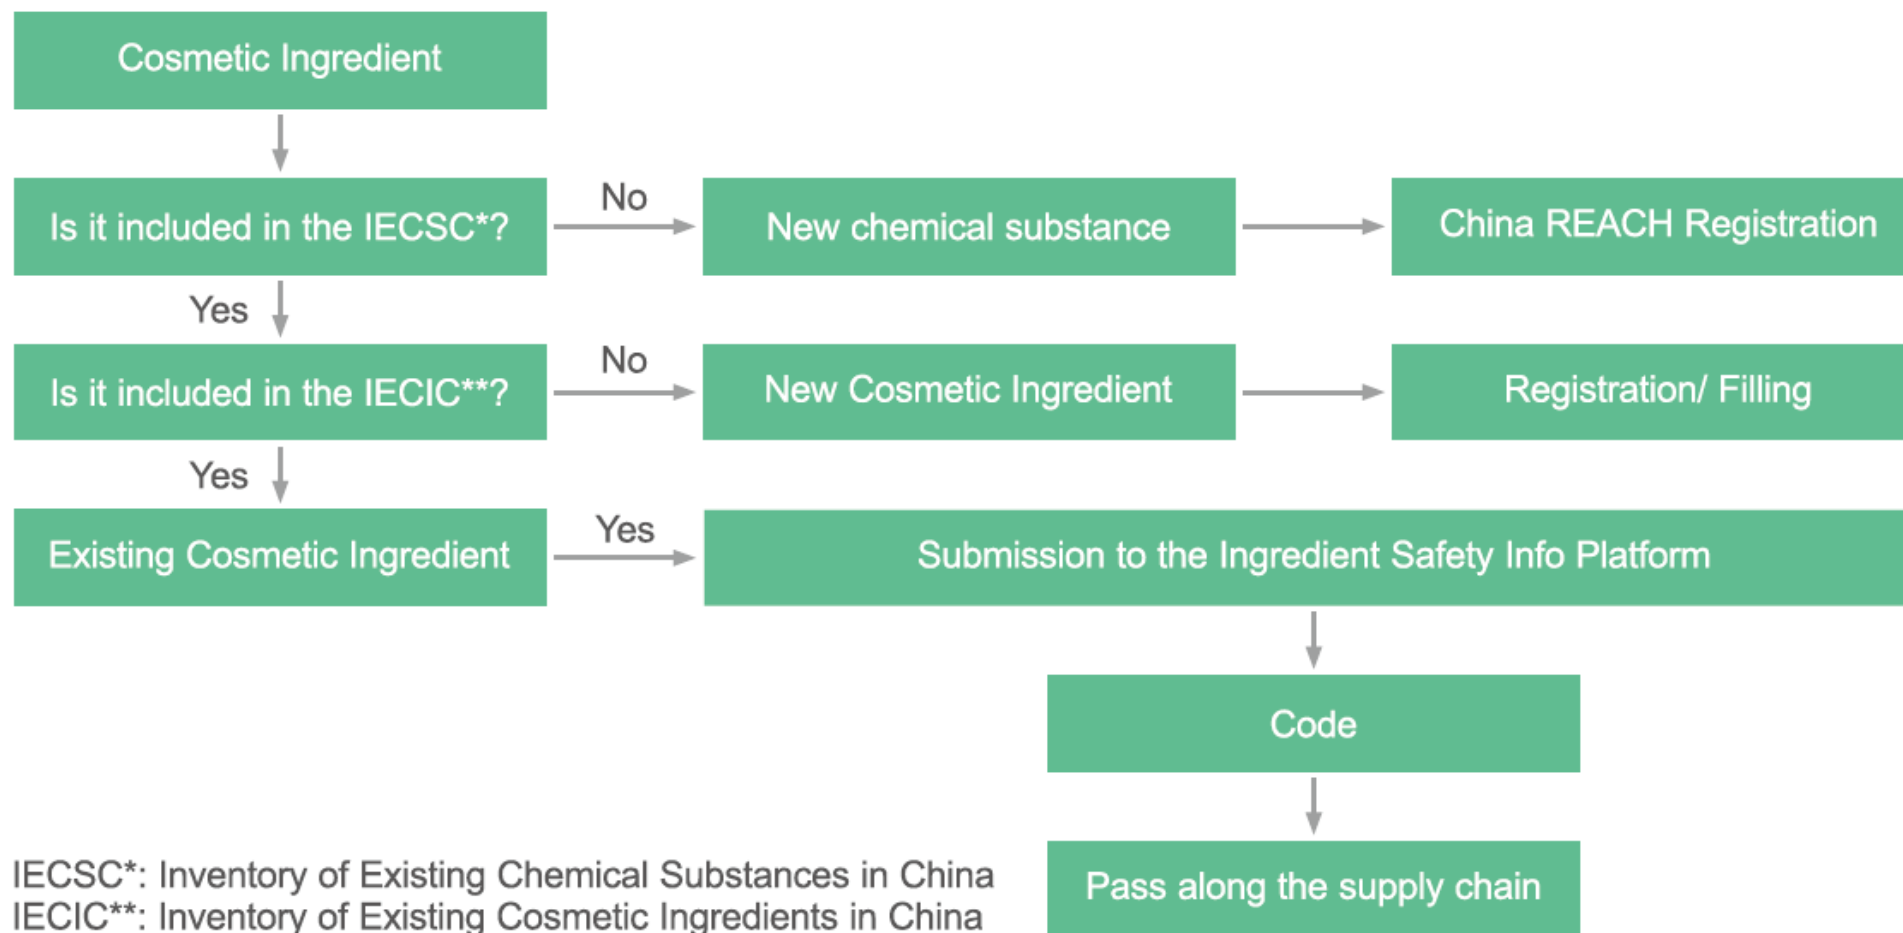 Cosmetic Ingredient
Is it included in the IECSC*?
No
New chemical substance
China REACH Registration
Yes
Is it included in the IECIC**?
No
New Cosmetic Ingredient
Registration/ Filling
Yes
Existing Cosmetic Ingredient
Yes
Submission to the Ingredient Safety Info Platform
Code
Pass along the supply chain
IECSC*: Inventory of Existing Chemical Substances in China
IECIC**: Inventory of Existing Cosmetic Ingredients in China